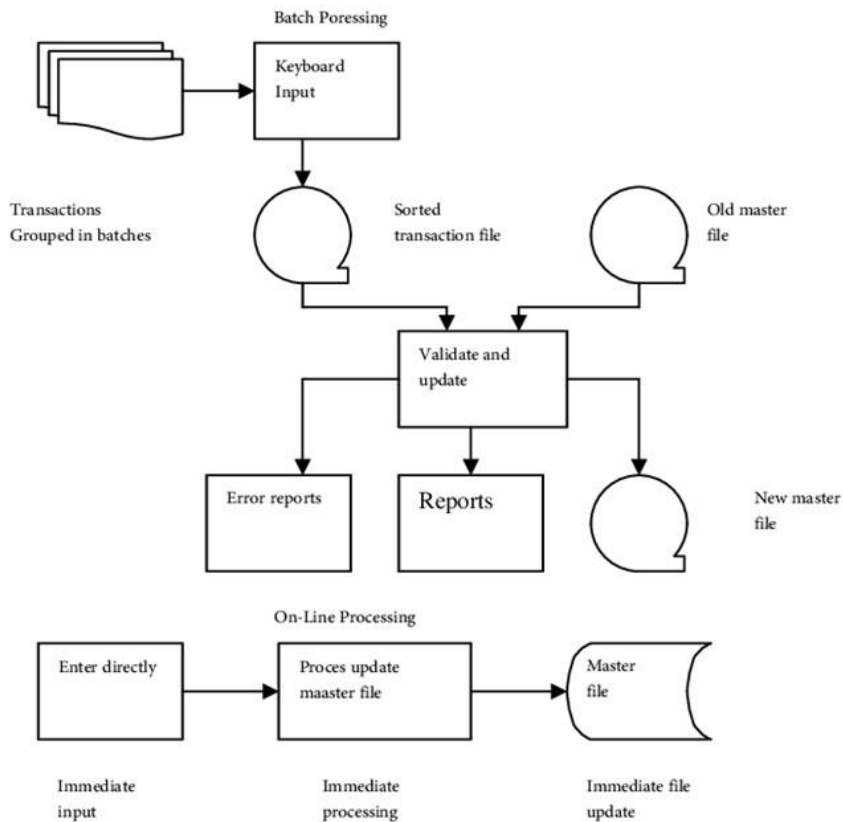 Batch Poressing
Keyboard
Input
Transactions
Grouped in batches
Sorted
transaction file
Old master
file
Validate and
update
Error reports
Reports
New master
file
On-Line Processing
Enter directly
Proces update
maaster file
Master
file
Immediate
input
Immediate
processing
Immediate file
update